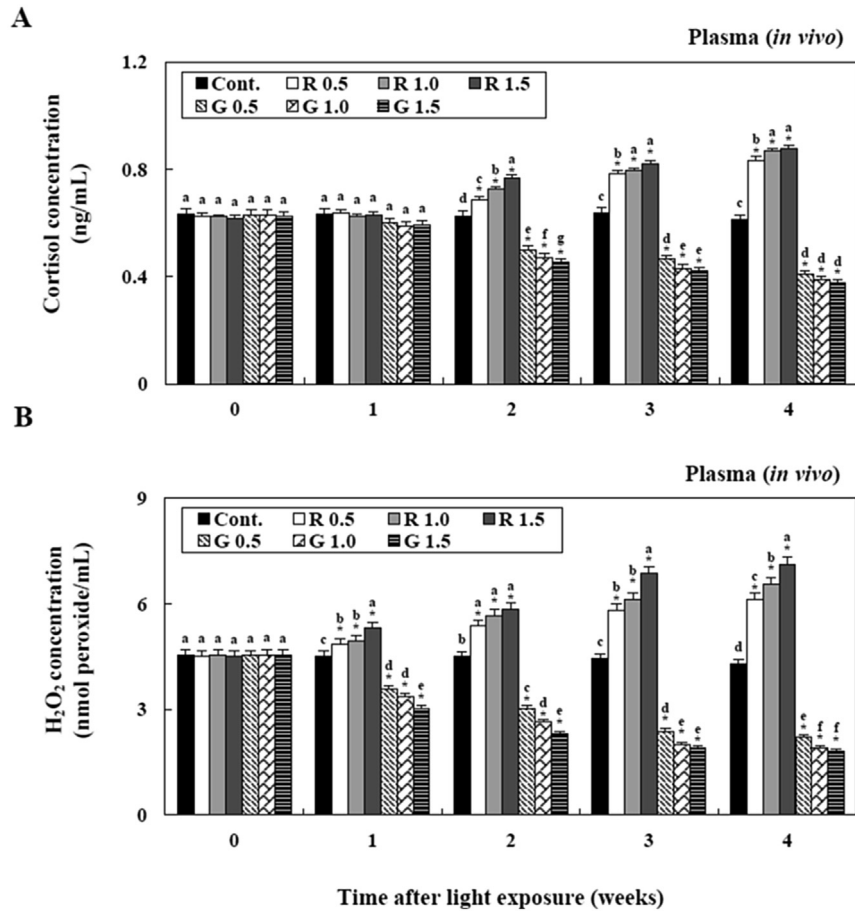 A
Plasma (in vivo)
1.2
Cont. R 0.5 R 1.0 R 1.5
G 0.5 G 1.0 G 1.5
Cortisol concentration
(ng/mL)
0.8
0.4
0
a a a a a a a
a a a a a a a
d c* b* a* e* f* g*
c b* a* a* d* e* e*
c b* a* a* d* d* d*
0 1 2 3 4
B
Plasma (in vivo)
9
Cont. R 0.5 R 1.0 R 1.5
G 0.5 G 1.0 G 1.5
H₂O₂ concentration
(nmol peroxide/mL)
6
3
0
a a a a a a a
c b* b* a* d* d* e*
b a* a* a* c* d* e*
c b* b* a* d* e* e*
d c* b* a* e* f* f*
0 1 2 3 4
Time after light exposure (weeks)